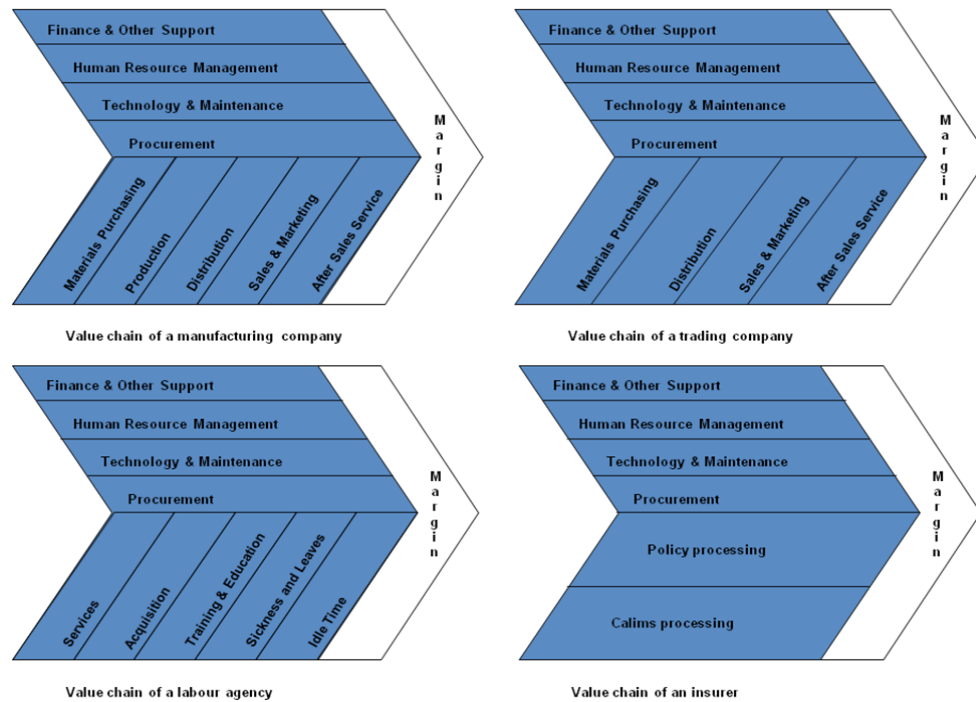 Finance & Other Support
Human Resource Management
Technology & Maintenance
Procurement
Materials Purchasing
Production
Distribution
Sales & Marketing
After Sales Service
Margin
Value chain of a manufacturing company
Finance & Other Support
Human Resource Management
Technology & Maintenance
Procurement
Materials Purchasing
Distribution
Sales & Marketing
After Sales Service
Margin
Value chain of a trading company
Finance & Other Support
Human Resource Management
Technology & Maintenance
Procurement
Services
Acquisition
Training & Education
Sickness and Leaves
Idle Time
Margin
Value chain of a labour agency
Finance & Other Support
Human Resource Management
Technology & Maintenance
Procurement
Policy processing
Calims processing
Margin
Value chain of an insurer